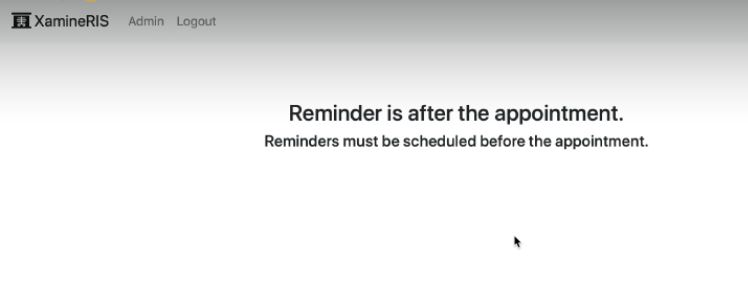 XamineRIS Admin Logout
Reminder is after the appointment.
Reminders must be scheduled before the appointment.